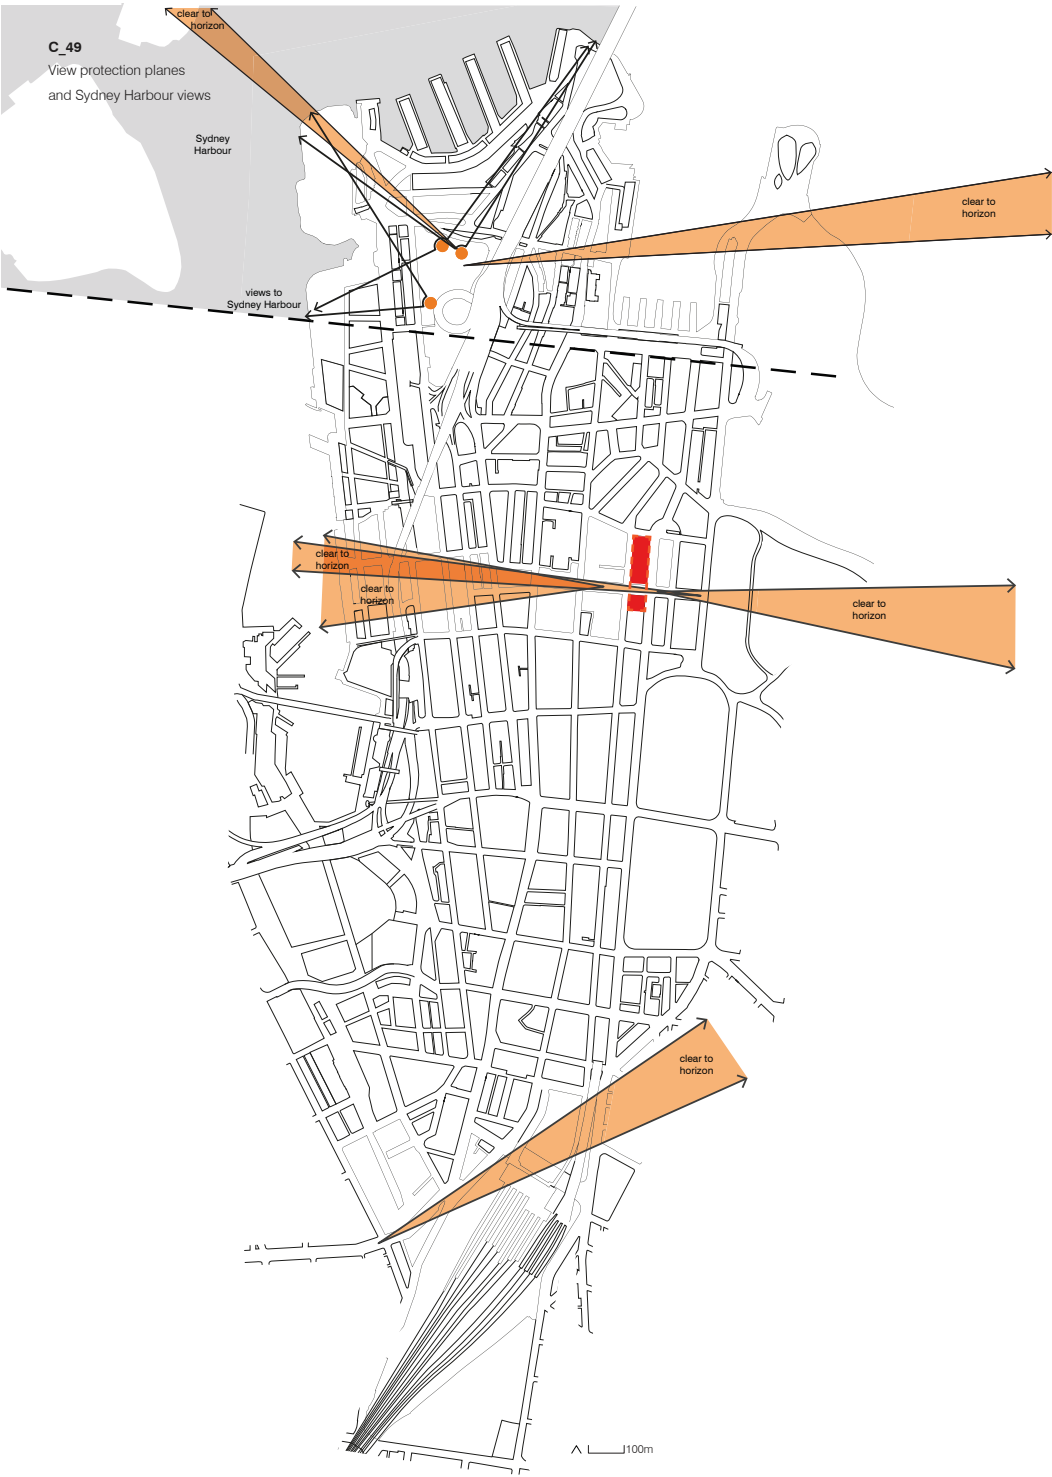 clear to
horizon
C_49
View protection planes
and Sydney Harbour views
Sydney
Harbour
clear to
horizon
views to
Sydney Harbour
clear to
horizon
clear to
horizon
clear to
horizon
clear to
horizon
100m